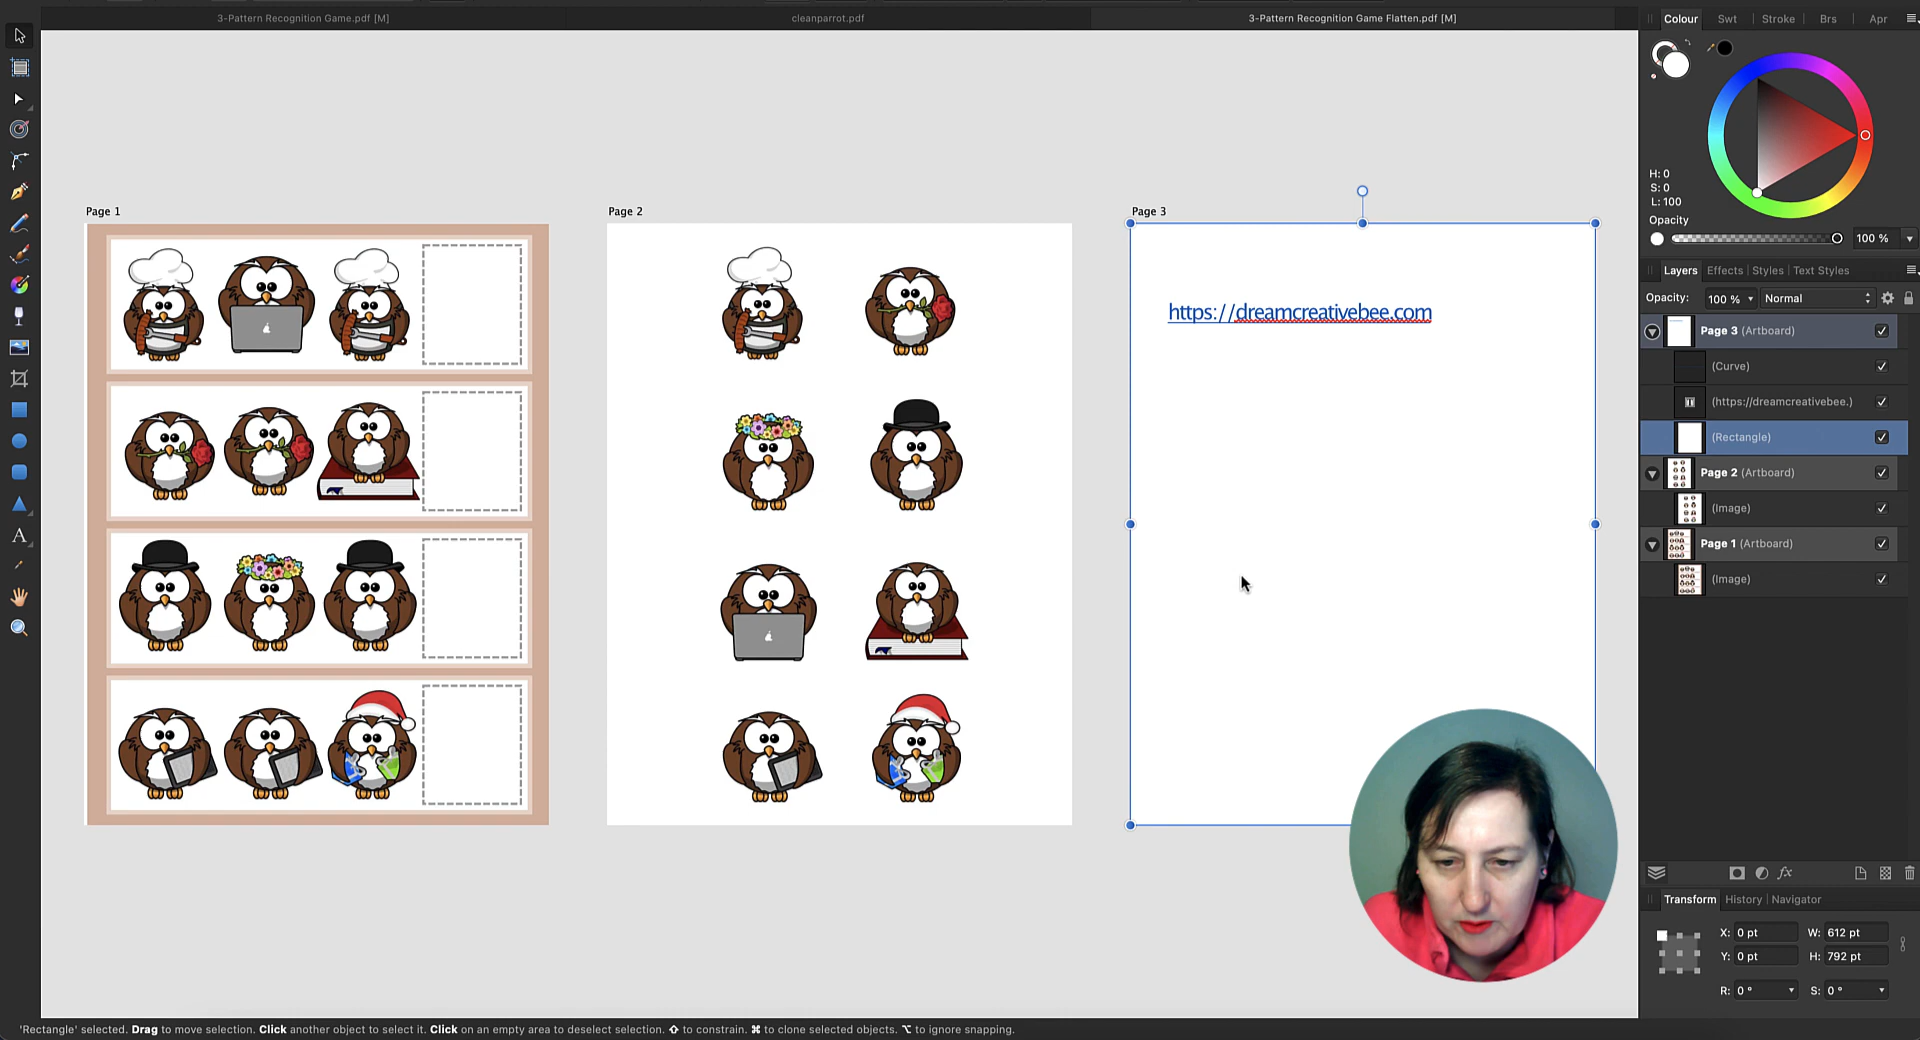 3-Pattern Recognition Game.pdf [M]
cleanparrot.pdf
3-Pattern Recognition Game Flatten.pdf [M]
Colour
Swt
Stroke
Brs
Apr
H: 0
S: 0
L: 100
Opacity
100 %
Page 1
Page 2
Page 3
https://dreamcreativebee.com
Layers
Effects
Styles
Text Styles
Opacity:
100 %
Normal
Page 3 (Artboard)
(Curve)
(https://dreamcreativebee.)
(Rectangle)
Page 2 (Artboard)
(Image)
Page 1 (Artboard)
(Image)
A
fx
Transform
History
Navigator
X: 0 pt
W: 612 pt
Y: 0 pt
H: 792 pt
R: 0 °
S: 0 °
'Rectangle' selected. Drag to move selection. Click another object to select it. Click on an empty area to deselect selection. ⇧ to constrain. ⌘ to clone selected objects. ⌥ to ignore snapping.